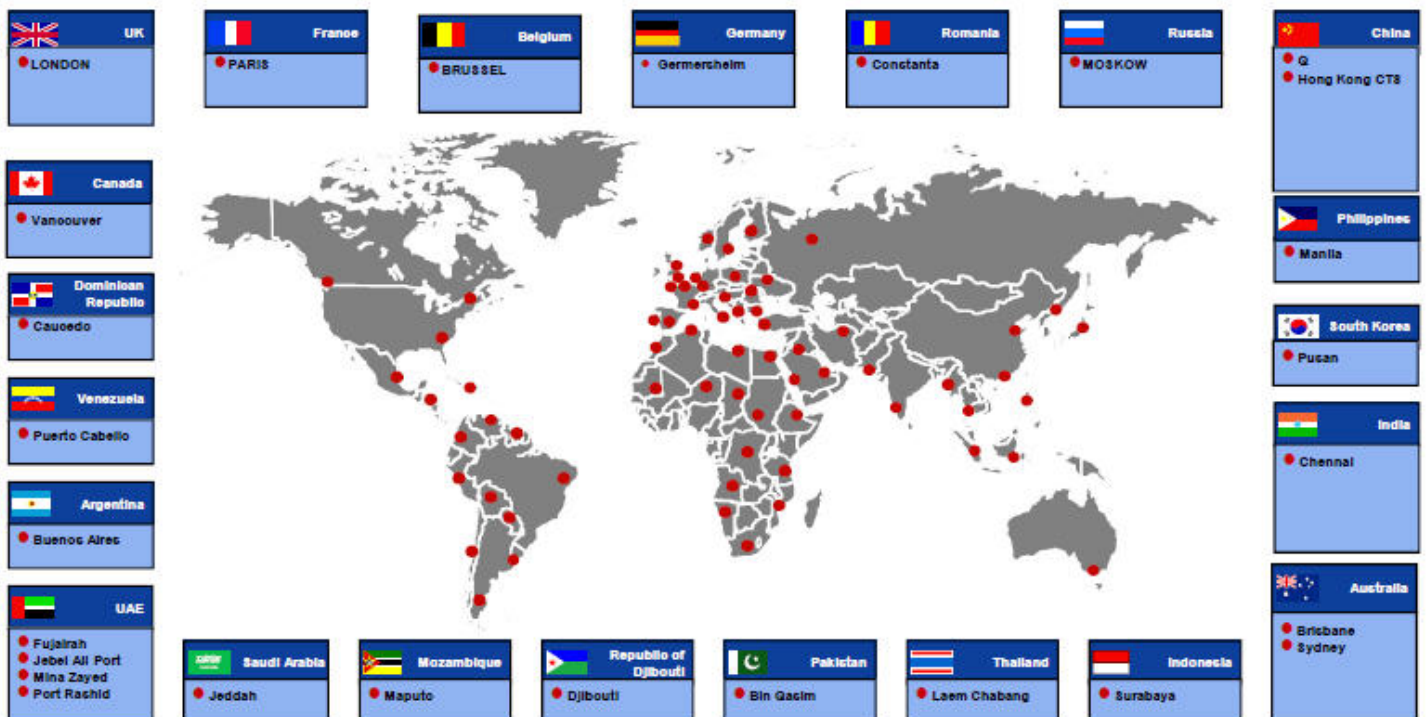 UK
LONDON
France
PARIS
Belgium
BRUSSEL
Germany
Germersheim
Romania
Constanta
Russia
MOSKOW
China
Q
Hong Kong CT8
Canada
Vancouver
Philippines
Manila
Dominican
Republic
Caucedo
South Korea
Pusan
Venezuela
Puerto Cabello
India
Chennai
Argentina
Buenos Aires
UAE
Fujairah
Jebel Ali Port
Mina Zayed
Port Rashid
Australia
Brisbane
Sydney
Saudi Arabia
Jeddah
Mozambique
Maputo
Republic of
Djibouti
Djibouti
Pakistan
Bin Qasim
Thailand
Laem Chabang
Indonesia
Surabaya